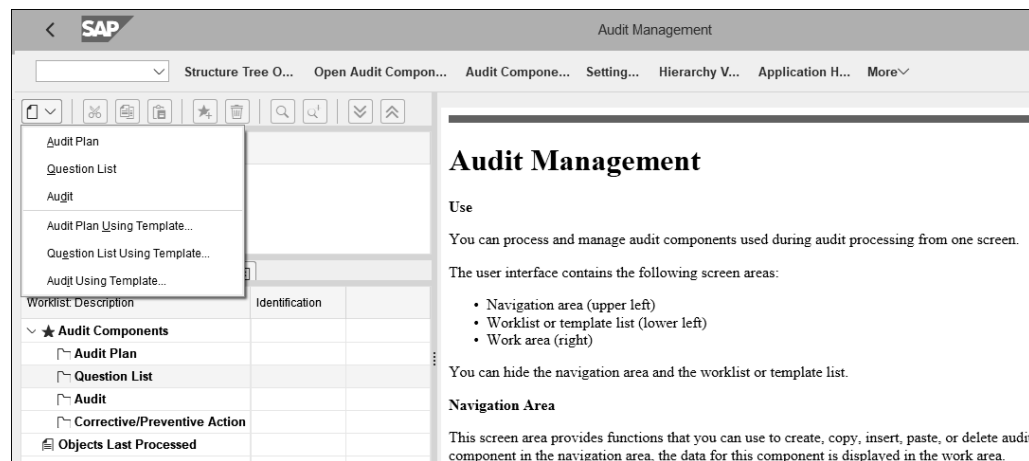 SAP
Audit Management
Structure Tree O... Open Audit Compon... Audit Compone... Setting... Hierarchy V... Application H... More
Audit Plan
Question List
Audit
Audit Plan Using Template...
Question List Using Template...
Audit Using Template...
Worklist: Description Identification
Audit Components
Audit Plan
Question List
Audit
Corrective/Preventive Action
Objects Last Processed
Audit Management
Use
You can process and manage audit components used during audit processing from one screen.
The user interface contains the following screen areas:
• Navigation area (upper left)
• Worklist or template list (lower left)
• Work area (right)
You can hide the navigation area and the worklist or template list.
Navigation Area
This screen area provides functions that you can use to create, copy, insert, paste, or delete audi
component in the navigation area, the data for this component is displayed in the work area.